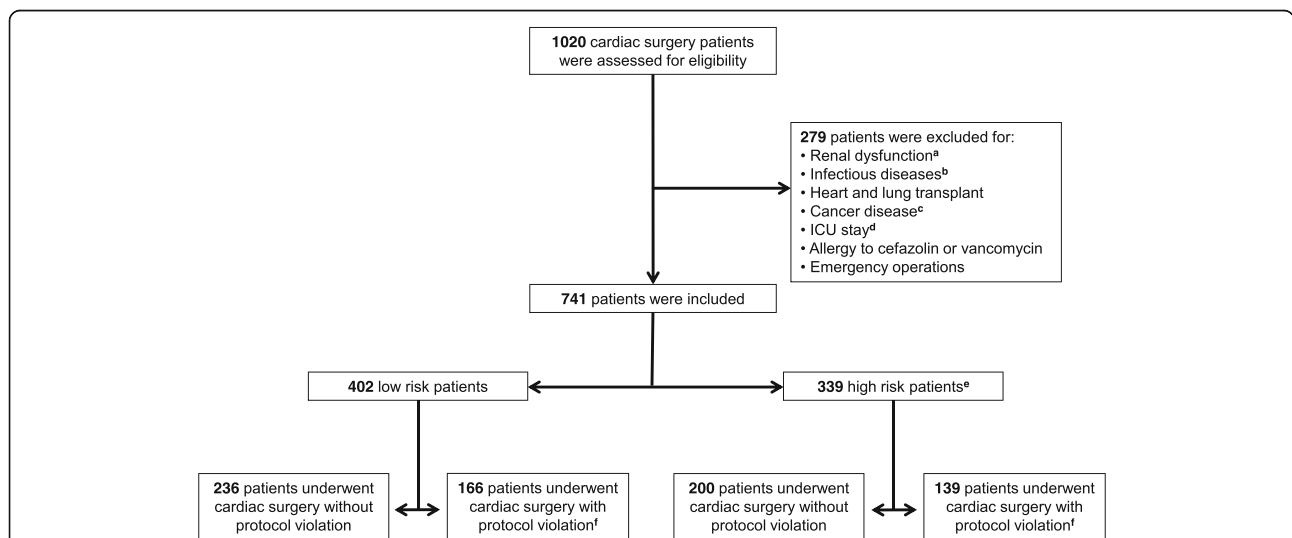 1020 cardiac surgery patients
were assessed for eligibility
279 patients were excluded for:
• Renal dysfunctionᵃ
• Infectious diseasesᵇ
• Heart and lung transplant
• Cancer diseaseᶜ
• ICU stayᵈ
• Allergy to cefazolin or vancomycin
• Emergency operations
741 patients were included
402 low risk patients
339 high risk patientsᵉ
236 patients underwent
cardiac surgery without
protocol violation
166 patients underwent
cardiac surgery with
protocol violationᶠ
200 patients underwent
cardiac surgery without
protocol violation
139 patients underwent
cardiac surgery with
protocol violationᶠ